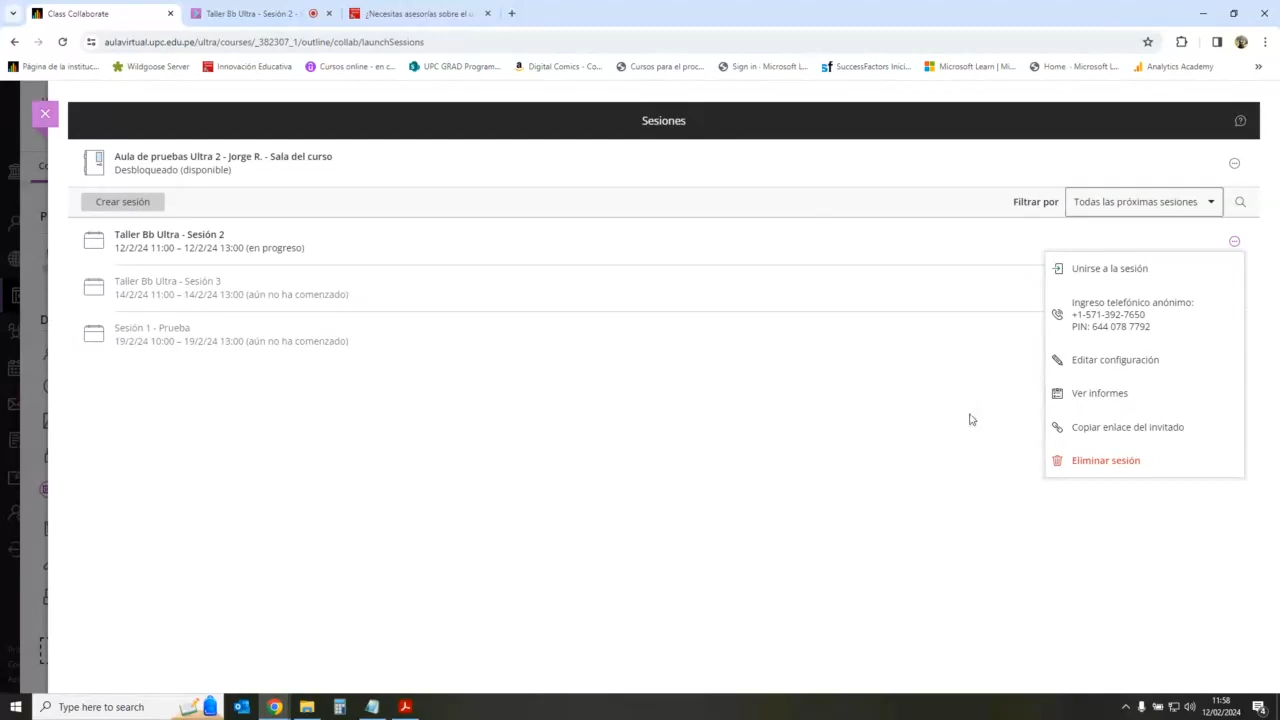 Class Collaborate
Taller Bb Ultra - Sesión 2 -
¿Necesitas asesorías sobre el u
aulavirtual.upc.edu.pe/ultra/courses/_382307_1/outline/collab/launchSessions
Página de la instituc...
Wildgoose Server
Innovación Educativa
Cursos online - en c...
UPC GRAD Program...
Digital Comics - Co...
Cursos para el proc...
Sign in · Microsoft L...
SuccessFactors Inici...
Microsoft Learn | Mi...
Home · Microsoft L...
Analytics Academy
Sesiones
Aula de pruebas Ultra 2 - Jorge R. - Sala del curso
Desbloqueado (disponible)
Crear sesión
Filtrar por
Todas las próximas sesiones
Taller Bb Ultra - Sesión 2
12/2/24 11:00 – 12/2/24 13:00 (en progreso)
Taller Bb Ultra - Sesión 3
14/2/24 11:00 – 14/2/24 13:00 (aún no ha comenzado)
Sesión 1 - Prueba
19/2/24 10:00 – 19/2/24 13:00 (aún no ha comenzado)
Unirse a la sesión
Ingreso telefónico anónimo:
+1-571-392-7650
PIN: 644 078 7792
Editar configuración
Ver informes
Copiar enlace del invitado
Eliminar sesión
Type here to search
11:58
12/02/2024
4